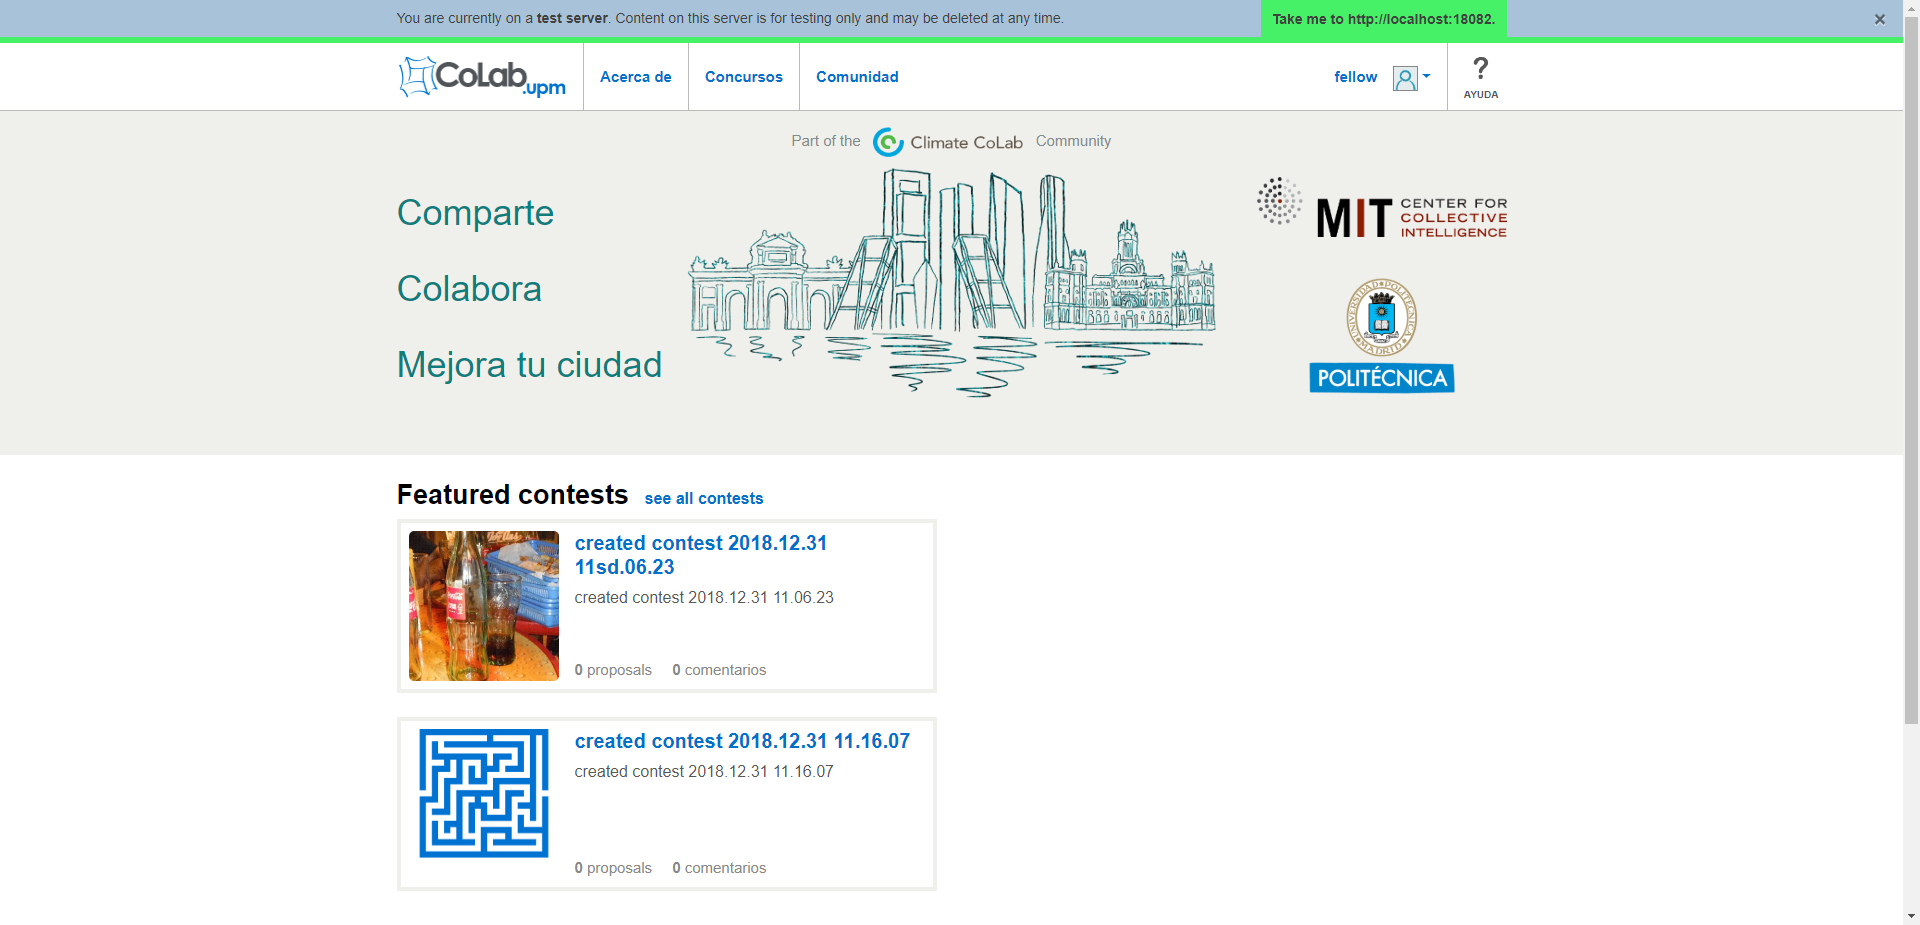 You are currently on a test server. Content on this server is for testing only and may be deleted at any time.
Take me to http://localhost:18082.
×
CoLab.upm
Acerca de
Concursos
Comunidad
fellow
?
AYUDA
Part of the Climate CoLab Community
Comparte
Colabora
Mejora tu ciudad
MIT CENTER FOR
COLLECTIVE
INTELLIGENCE
UNIVERSIDAD POLITÉCNICA
MADRID
POLITÉCNICA
Featured contests see all contests
created contest 2018.12.31
11sd.06.23
created contest 2018.12.31 11.06.23
0 proposals 0 comentarios
created contest 2018.12.31 11.16.07
created contest 2018.12.31 11.16.07
0 proposals 0 comentarios